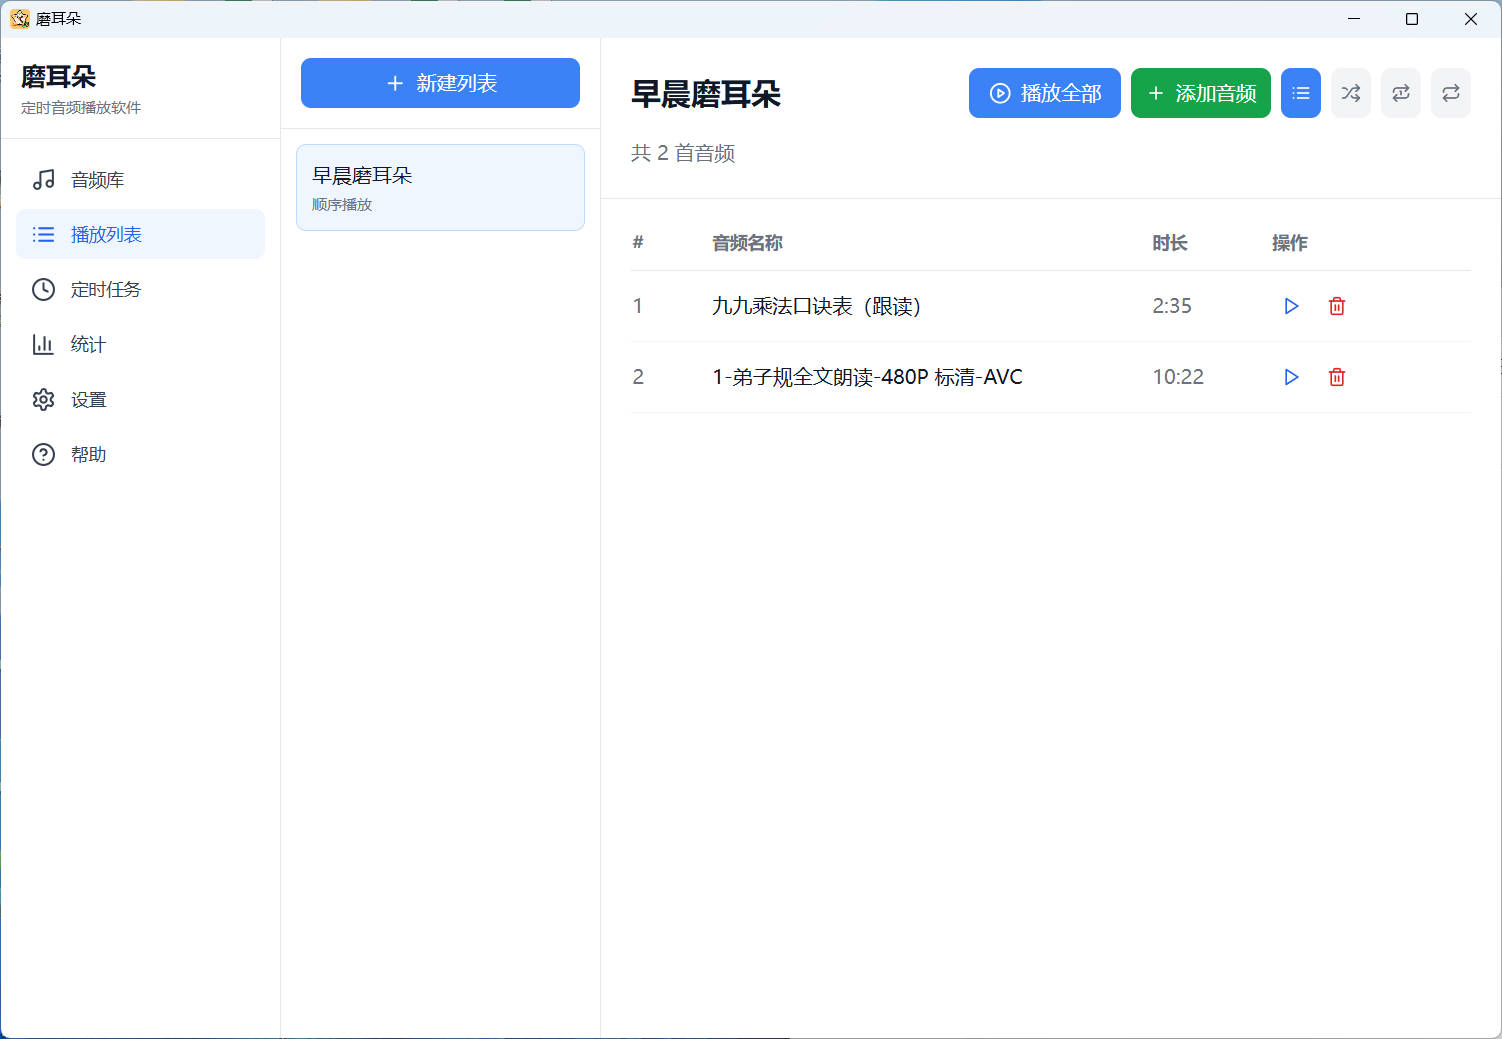 磨耳朵
磨耳朵
定时音频播放软件
音频库
播放列表
定时任务
统计
设置
帮助
新建列表
早晨磨耳朵
顺序播放
早晨磨耳朵
播放全部
添加音频
共 2 首音频
# 音频名称 时长 操作
1 九九乘法口诀表（跟读） 2:35
2 1-弟子规全文朗读-480P 标清-AVC 10:22